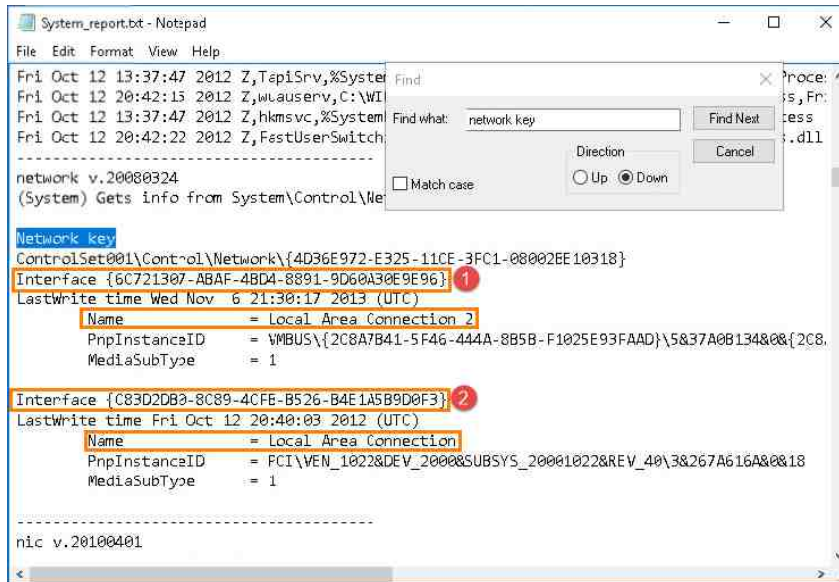 System_report.txt - Notepad
File Edit Format View Help
Fri Oct 12 13:37:47 2012 Z,TapiSrv,%System
Fri Oct 12 20:42:15 2012 Z,wuauserv,C:\WI
Fri Oct 12 13:37:47 2012 Z,hkmsvc,%System
Fri Oct 12 20:42:22 2012 Z,FastUserSwitch
Find
Find what: network key
Find Next
Cancel
Direction
Up Down
Match case
----------------------------------------
network v.20080324
(System) Gets info from System\Control\Ne
Network key
ControlSet001\Control\Network\{4D36E972-E325-11CE-3FC1-08002BE10318}
Interface {6C721307-ABAF-4BD4-8891-9D60A30E9E96} 1
LastWrite time Wed Nov 6 21:30:17 2013 (UTC)
Name = Local Area Connection 2
PnpInstanceID = VMBUS\{2C8A7B41-5F46-444A-8B5B-F1025E93FAAD}\5&37A0B134&0&{2C8.
MediaSubType = 1
Interface {C83D2DB0-8C89-4CFB-B526-B4E1A5B9D0F3} 2
LastWrite time Fri Oct 12 20:40:03 2012 (UTC)
Name = Local Area Connection
PnpInstanceID = PCI\VEN_1022&DEV_2000&SUBSYS_20001022&REV_40\3&267A616A&0&18
MediaSubType = 1
----------------------------------------
nic v.20100401